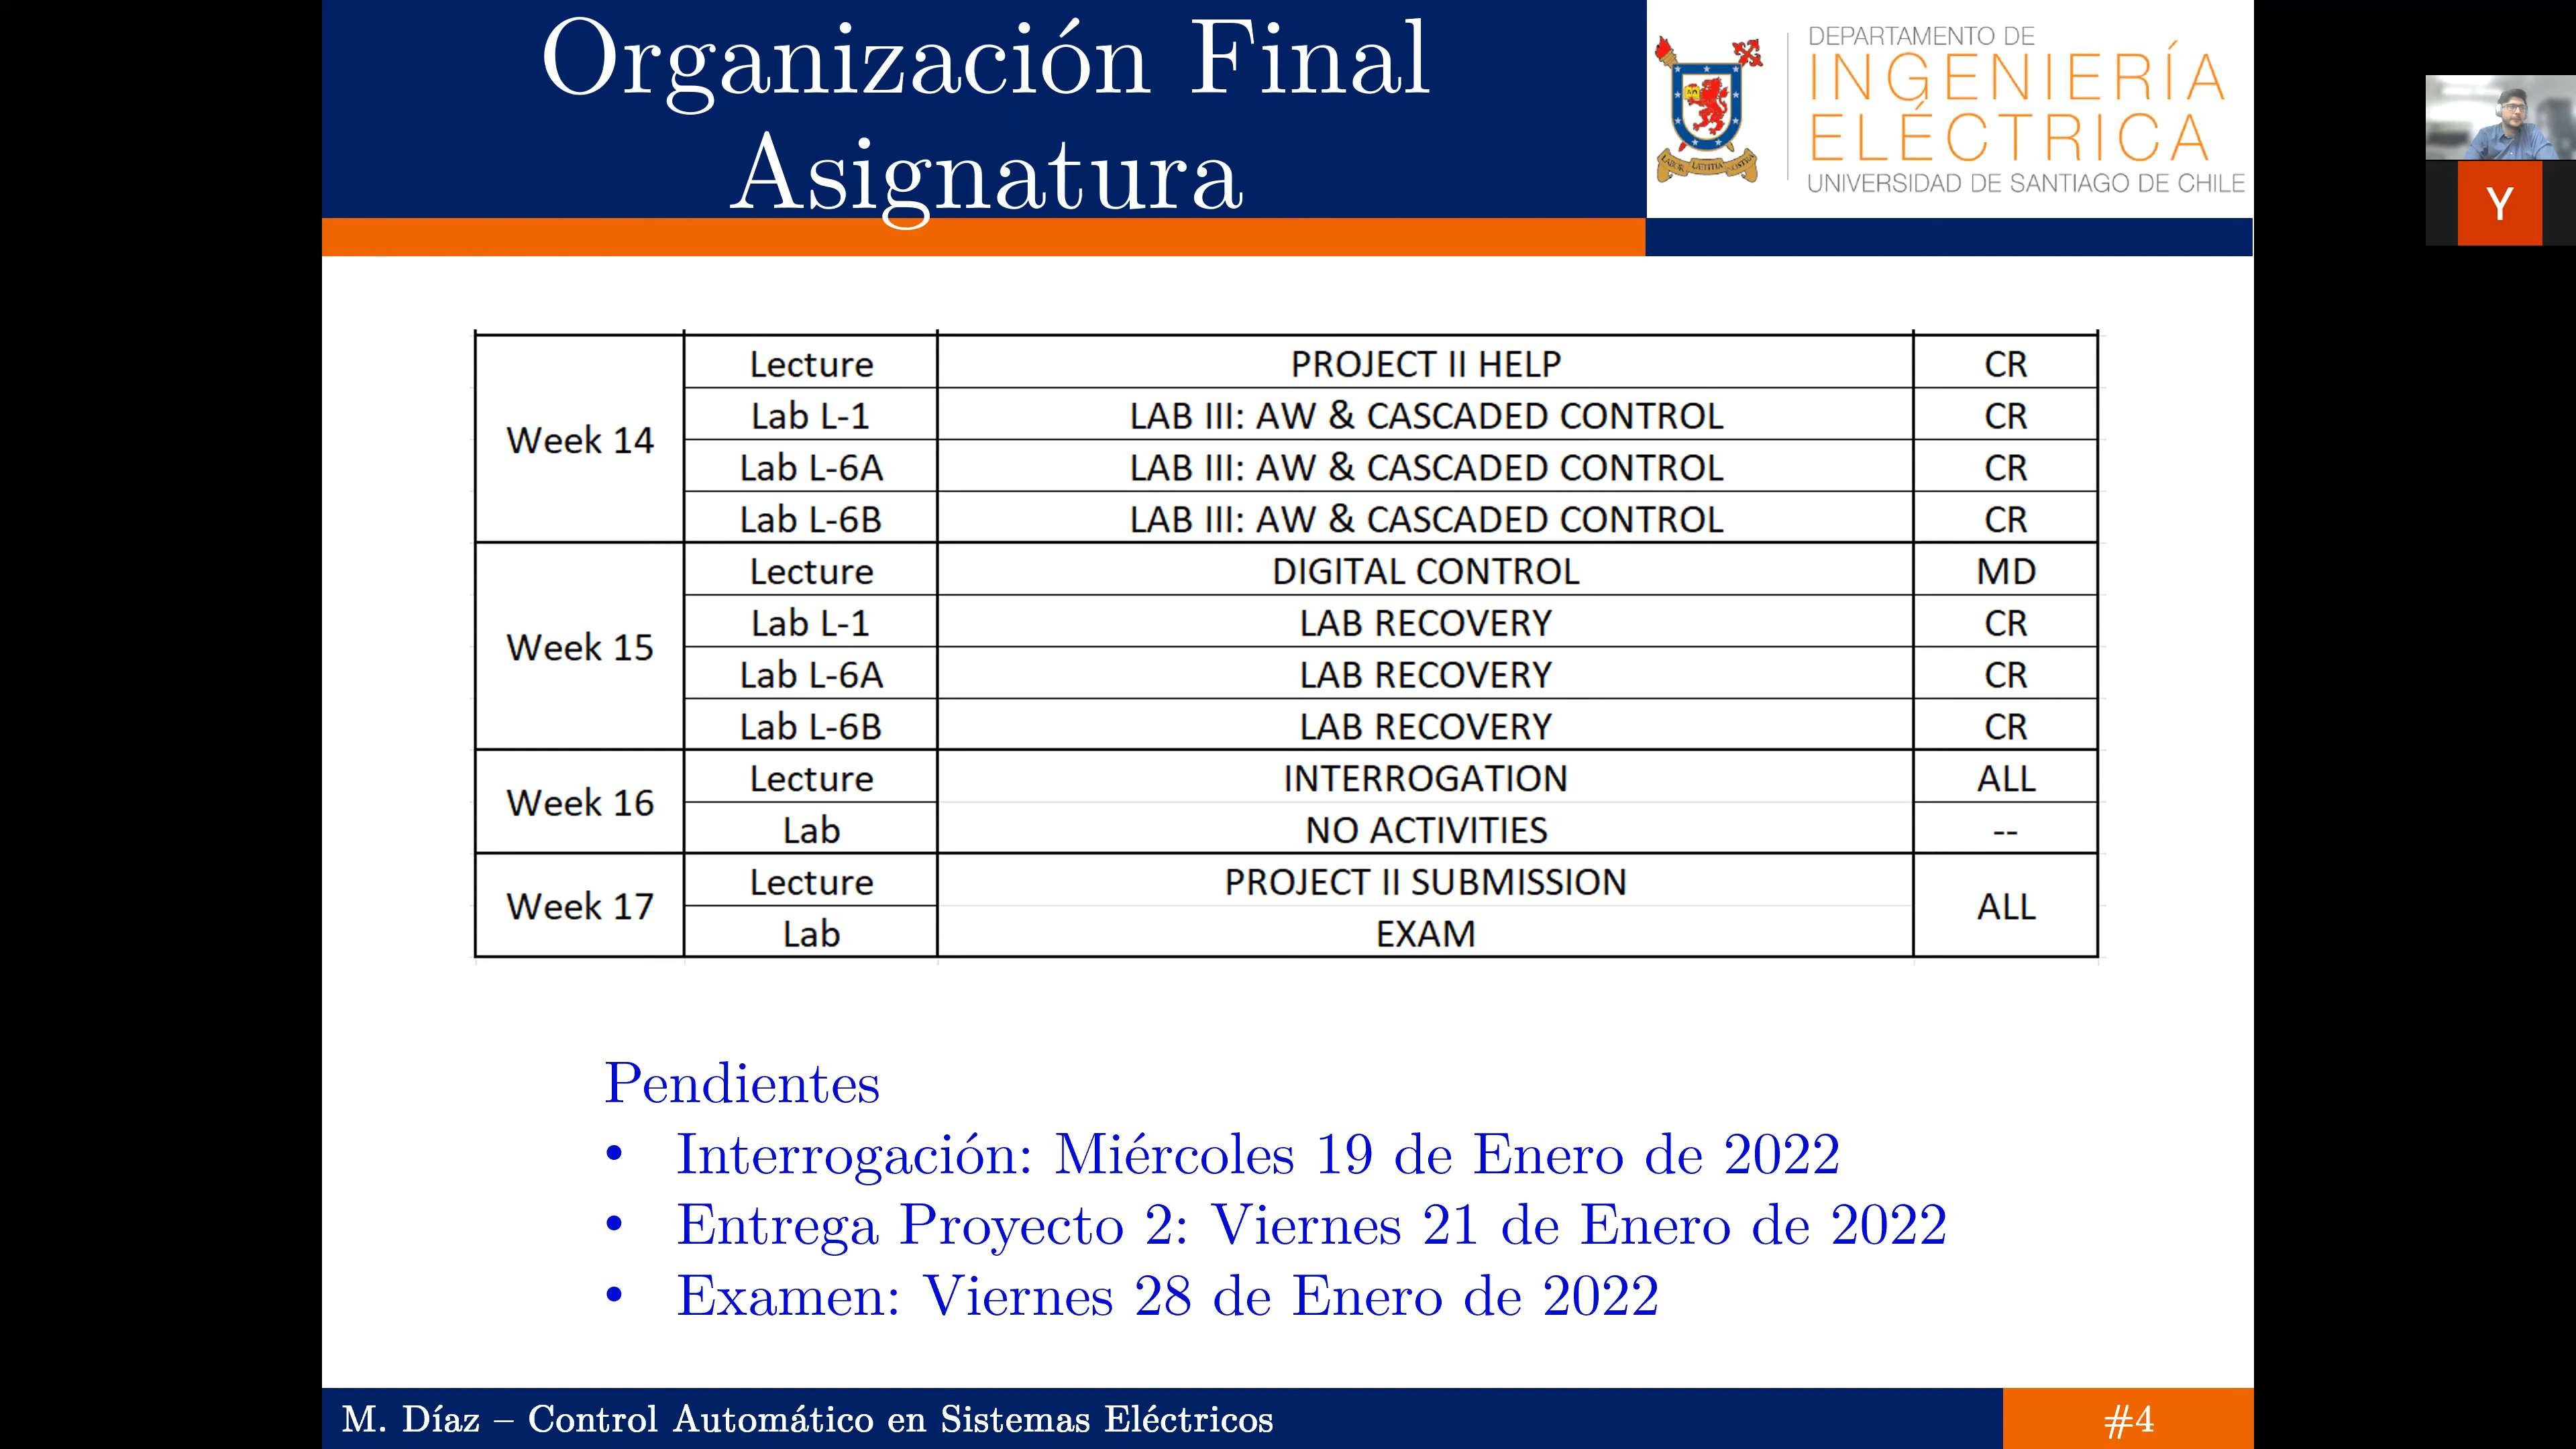 Organización Final
Asignatura
DEPARTAMENTO DE
INGENIERÍA
ELÉCTRICA
UNIVERSIDAD DE SANTIAGO DE CHILE
LABOR LÆTITIA NOSTRA
Y
Week 14
Lecture PROJECT II HELP CR
Lab L-1 LAB III: AW & CASCADED CONTROL CR
Lab L-6A LAB III: AW & CASCADED CONTROL CR
Lab L-6B LAB III: AW & CASCADED CONTROL CR
Week 15
Lecture DIGITAL CONTROL MD
Lab L-1 LAB RECOVERY CR
Lab L-6A LAB RECOVERY CR
Lab L-6B LAB RECOVERY CR
Week 16
Lecture INTERROGATION ALL
Lab NO ACTIVITIES --
Week 17
Lecture PROJECT II SUBMISSION ALL
Lab EXAM
Pendientes
• Interrogación: Miércoles 19 de Enero de 2022
• Entrega Proyecto 2: Viernes 21 de Enero de 2022
• Examen: Viernes 28 de Enero de 2022
M. Díaz – Control Automático en Sistemas Eléctricos
#4